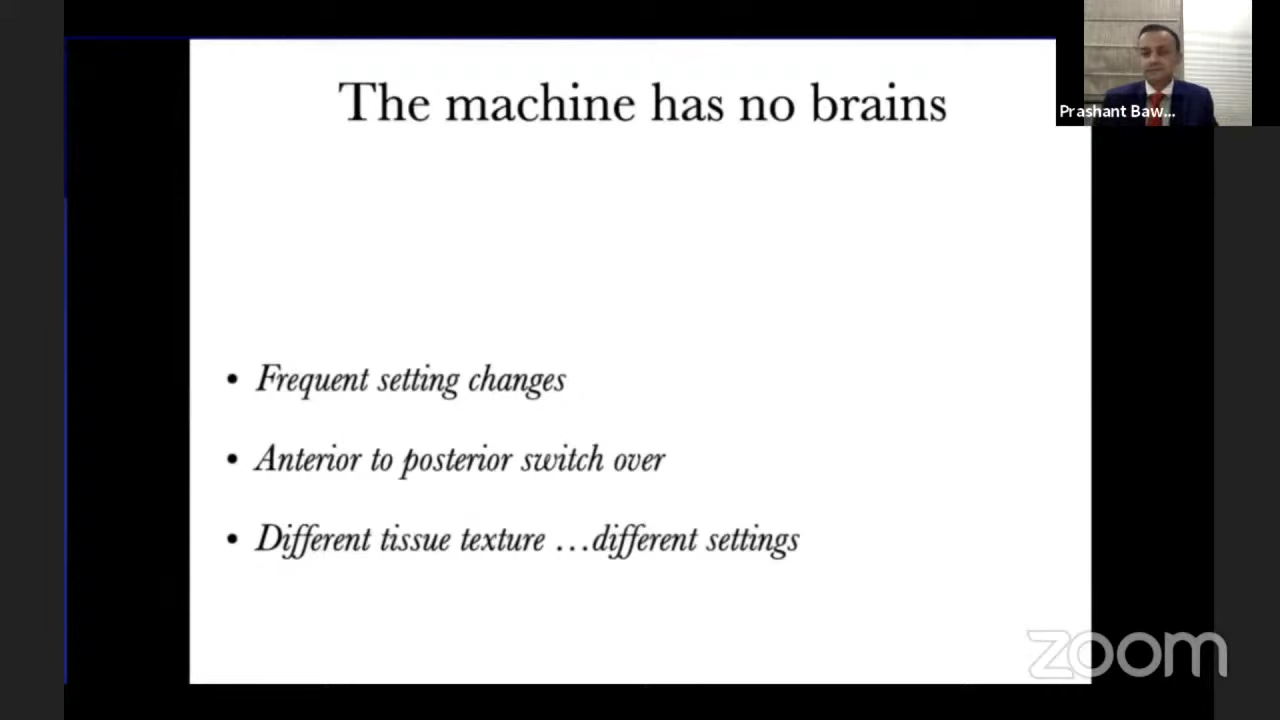 The machine has no brains
Prashant Baw...
• Frequent setting changes
• Anterior to posterior switch over
• Different tissue texture …different settings
zoom